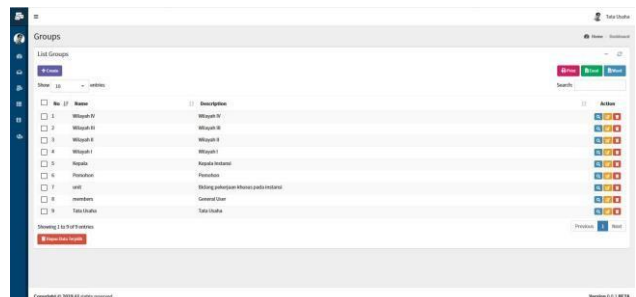 Tata Usaha
Groups
Home / Dashboard
List Groups
+Create
Print Excel Word
Show 10 entries
Search:
No Name Description Action
1 Wilayah IV Wilayah IV
2 Wilayah III Wilayah III
3 Wilayah II Wilayah II
4 Wilayah I Wilayah I
5 Kepala Kepala Instansi
6 Pemohon Pemohon
7 unit Bidang pekerjaan khusus pada instansi
8 members General User
9 Tata Usaha Tata Usaha
Showing 1 to 9 of 9 entries
Previous 1 Next
Hapus Data Terpilih